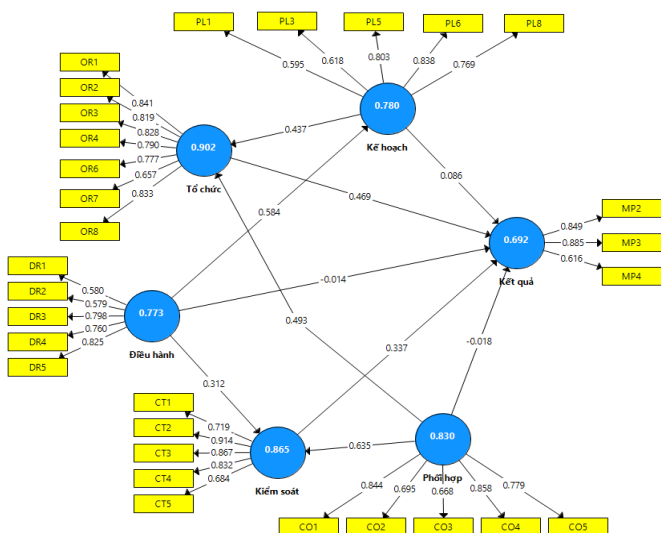 PL1
PL3
PL5
PL6
PL8
0.595
0.618
0.803
0.838
0.769
0.780
Kế hoạch
OR1
OR2
OR3
OR4
OR6
OR7
OR8
0.841
0.819
0.828
0.790
0.777
0.657
0.833
0.902
Tổ chức
0.437
0.086
0.469
0.584
-0.014
0.493
0.337
-0.018
0.312
0.635
MP2
MP3
MP4
0.849
0.885
0.616
0.692
Kết quả
DR1
DR2
DR3
DR4
DR5
0.580
0.579
0.798
0.760
0.825
0.773
Điều hành
CT1
CT2
CT3
CT4
CT5
0.719
0.914
0.867
0.832
0.684
0.865
Kiểm soát
0.830
Phối hợp
0.844
0.695
0.668
0.858
0.779
CO1
CO2
CO3
CO4
CO5